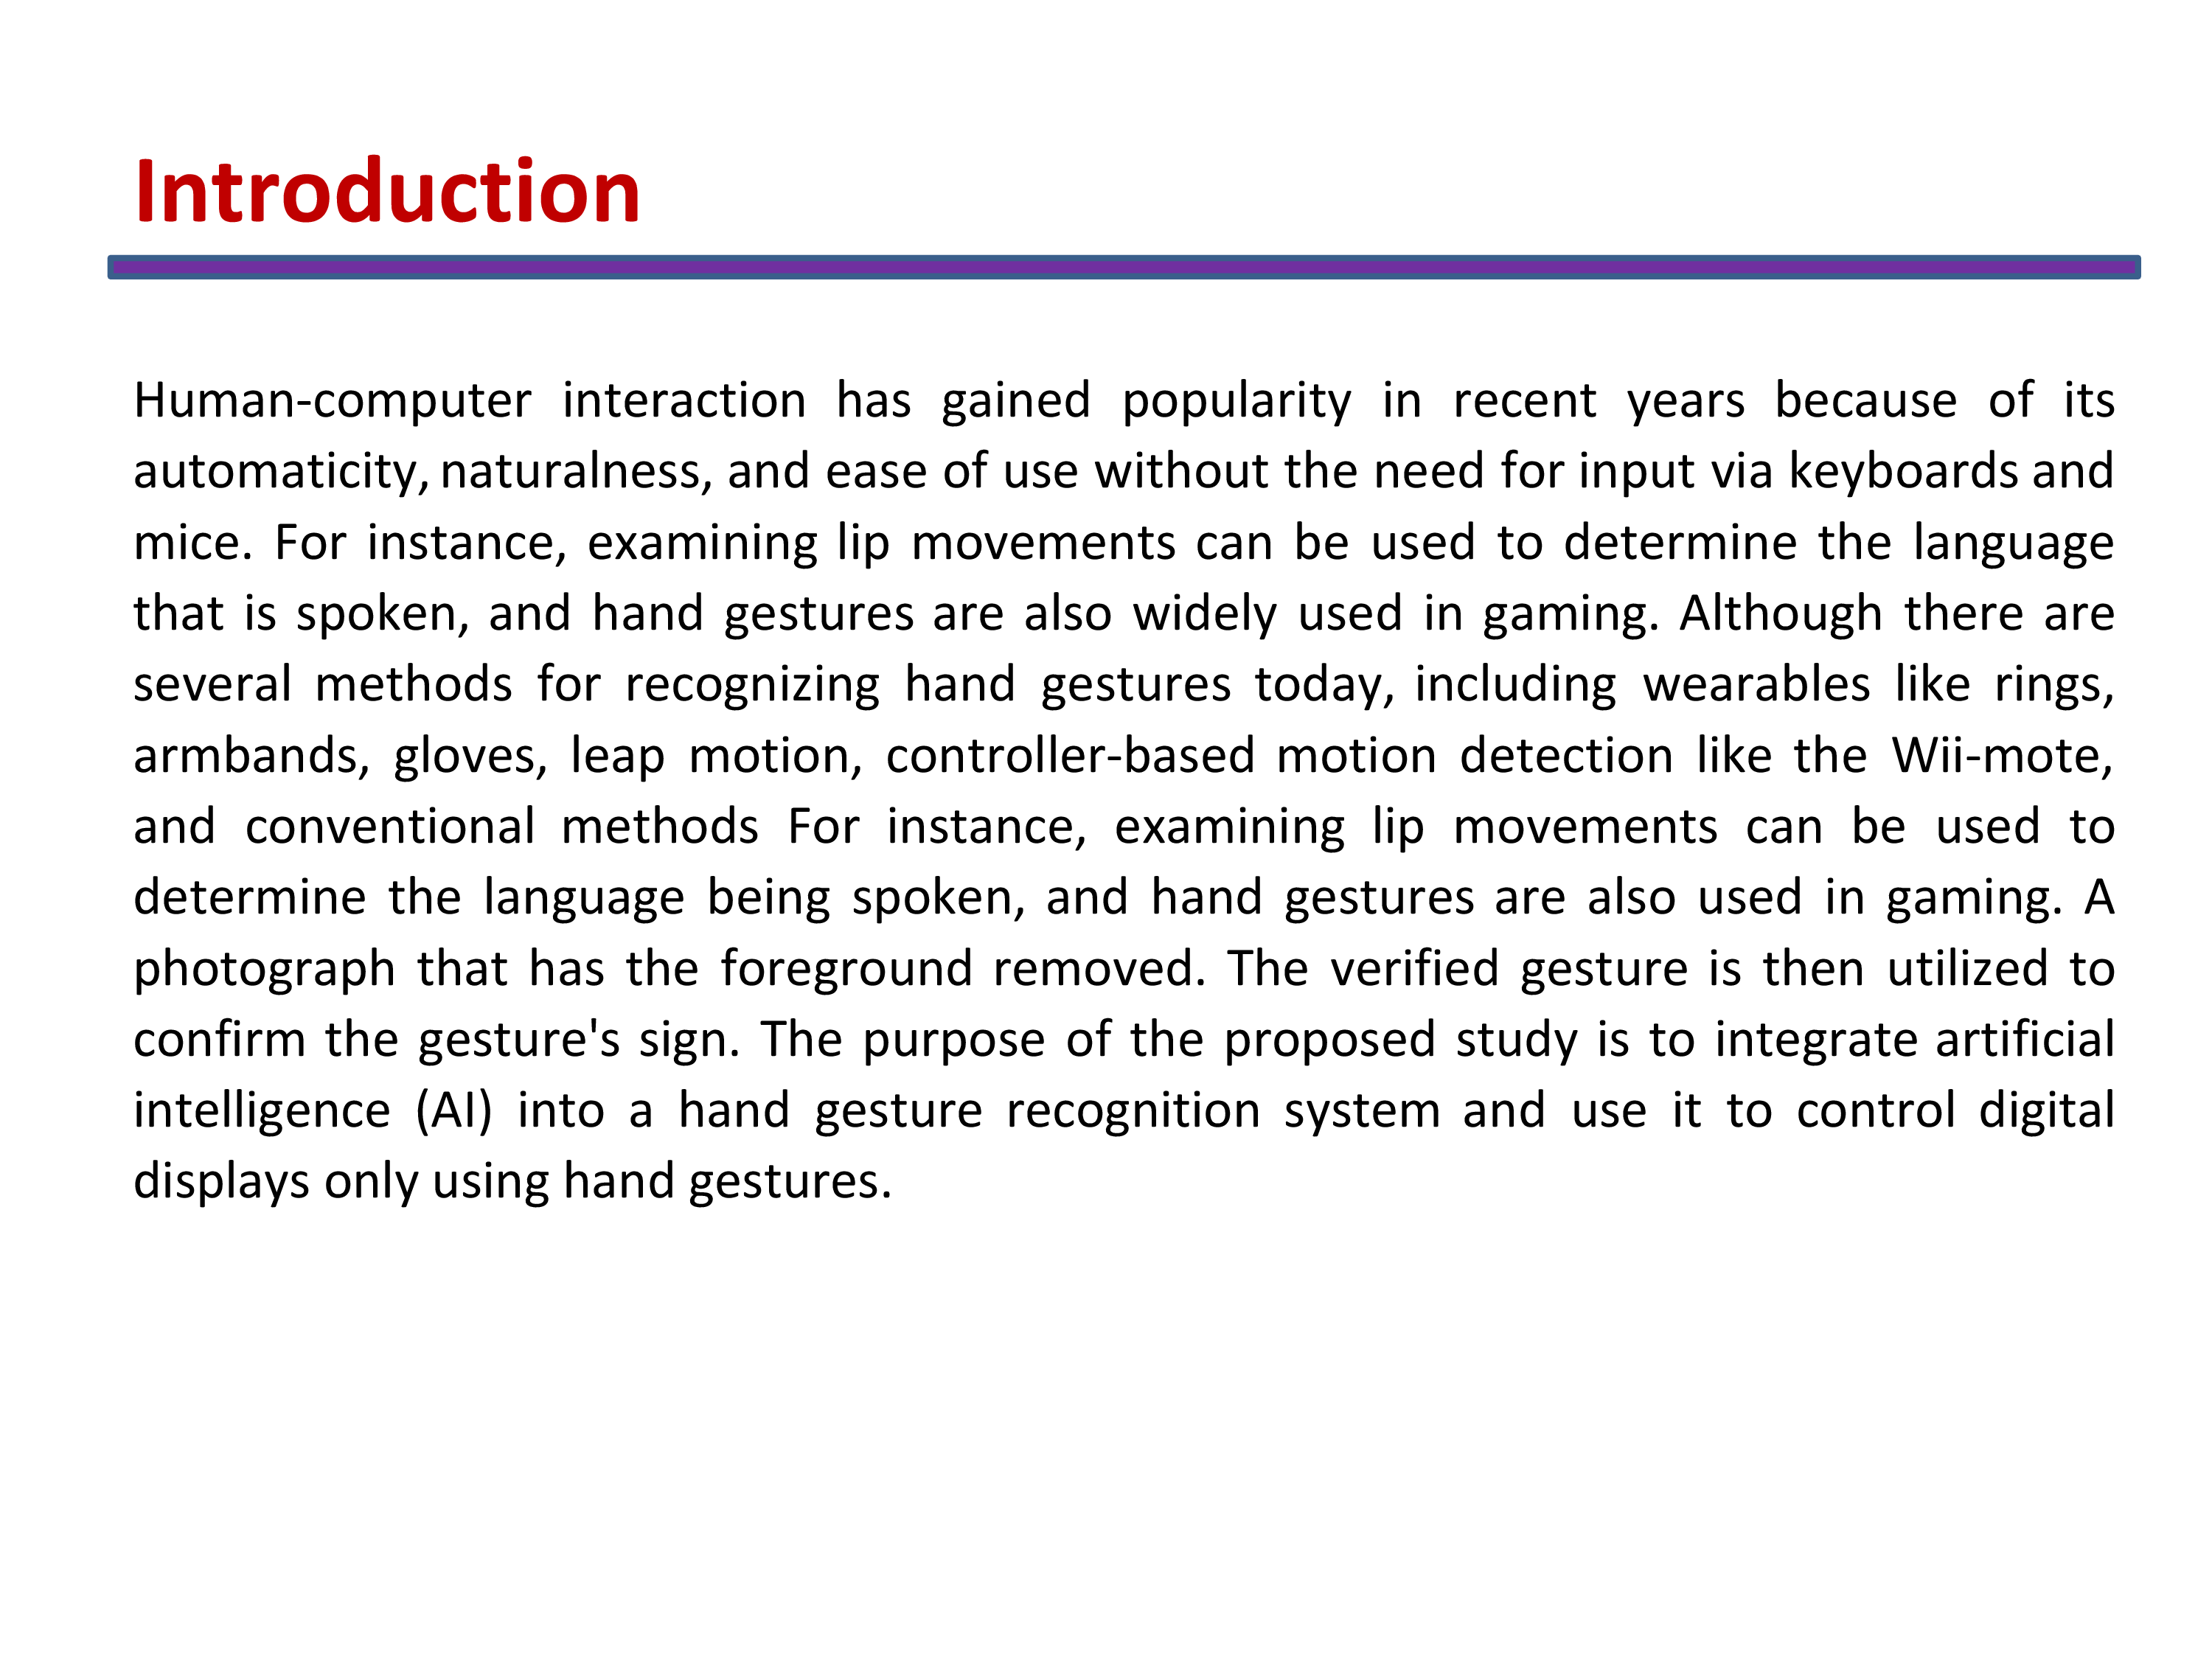 Introduction
Human-computer interaction has gained popularity in recent years because of its
automaticity, naturalness, and ease of use without the need for input via keyboards and
mice. For instance, examining lip movements can be used to determine the language
that is spoken, and hand gestures are also widely used in gaming. Although there are
several methods for recognizing hand gestures today, including wearables like rings,
armbands, gloves, leap motion, controller-based motion detection like the Wii-mote,
and conventional methods For instance, examining lip movements can be used to
determine the language being spoken, and hand gestures are also used in gaming. A
photograph that has the foreground removed. The verified gesture is then utilized to
confirm the gesture's sign. The purpose of the proposed study is to integrate artificial
intelligence (AI) into a hand gesture recognition system and use it to control digital
displays only using hand gestures.